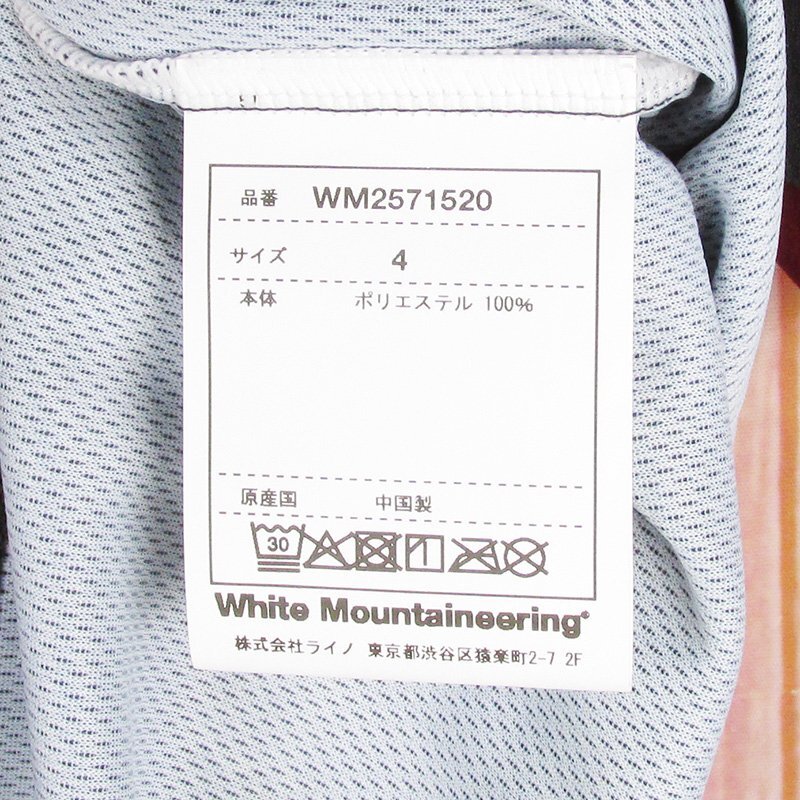 品番 WM2571520
サイズ 4
本体 ポリエステル 100%
原産国 中国製
30
White Mountaineering®
株式会社ライノ 東京都渋谷区猿楽町2-7 2F